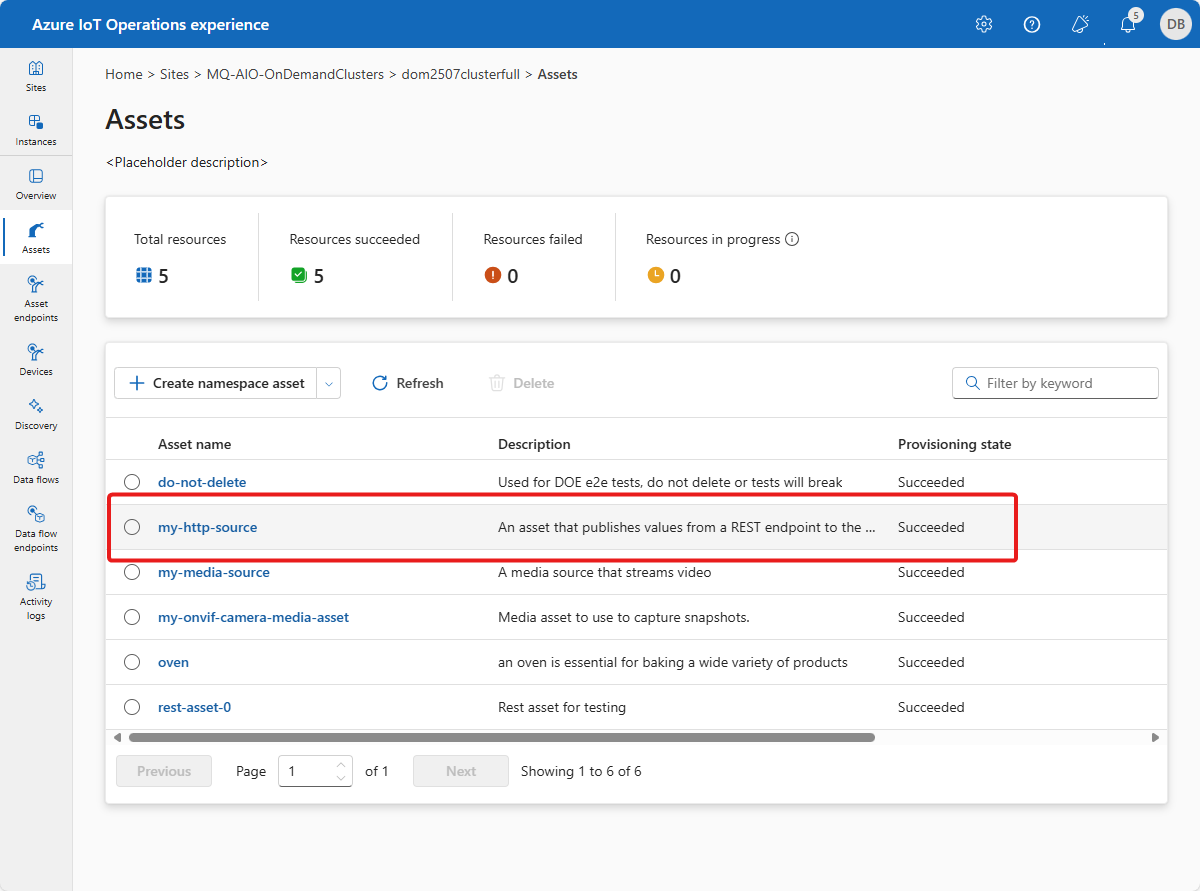 Azure IoT Operations experience
5
DB
Sites
Instances
Overview
Assets
Asset
endpoints
Devices
Discovery
Data flows
Data flow
endpoints
Activity
logs
Home > Sites > MQ-AIO-OnDemandClusters > dom2507clusterfull > Assets
Assets
<Placeholder description>
Total resources
5
Resources succeeded
5
Resources failed
0
Resources in progress
0
Create namespace asset
Refresh
Delete
Filter by keyword
Asset name Description Provisioning state
do-not-delete Used for DOE e2e tests, do not delete or tests will break Succeeded
my-http-source An asset that publishes values from a REST endpoint to the ... Succeeded
my-media-source A media source that streams video Succeeded
my-onvif-camera-media-asset Media asset to use to capture snapshots. Succeeded
oven an oven is essential for baking a wide variety of products Succeeded
rest-asset-0 Rest asset for testing Succeeded
Previous Page 1 of 1 Next Showing 1 to 6 of 6